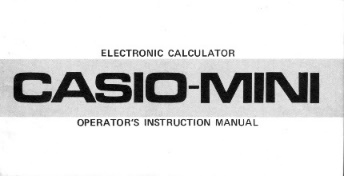 ELECTRONIC CALCULATOR
CASIO-MINI
OPERATOR'S INSTRUCTION MANUAL